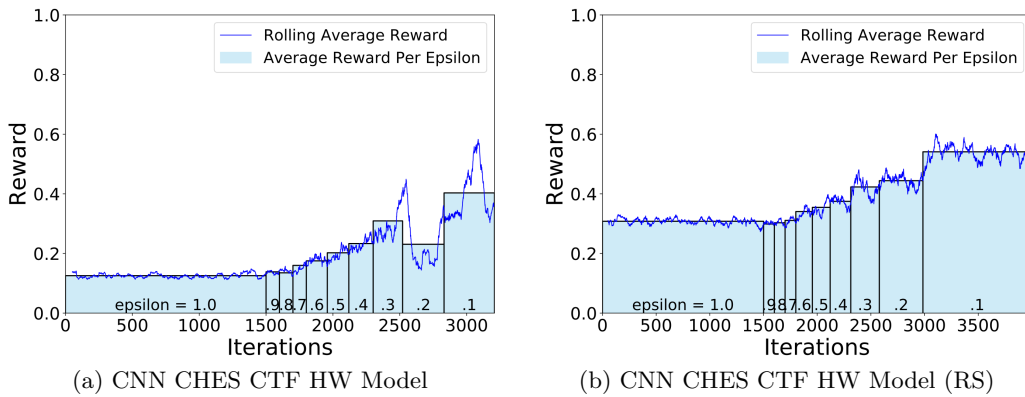 1.0
0.8
0.6
0.4
0.2
0.0
Reward
Rolling Average Reward
Average Reward Per Epsilon
epsilon = 1.0 .9 .8 .7 .6 .5 .4 .3 .2 .1
0 500 1000 1500 2000 2500 3000
Iterations
(a) CNN CHES CTF HW Model
1.0
0.8
0.6
0.4
0.2
0.0
Reward
Rolling Average Reward
Average Reward Per Epsilon
epsilon = 1.0 .9 .8 .7 .6 .5 .4 .3 .2 .1
0 500 1000 1500 2000 2500 3000 3500
Iterations
(b) CNN CHES CTF HW Model (RS)